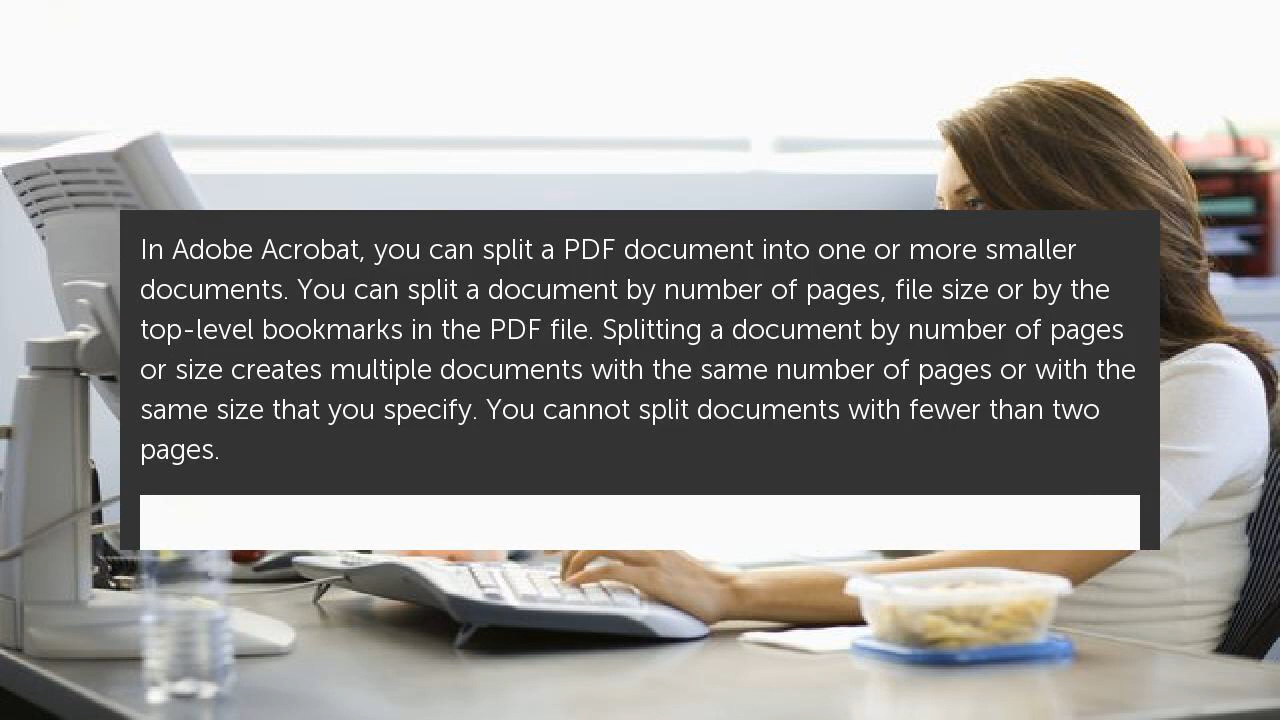 In Adobe Acrobat, you can split a PDF document into one or more smaller
documents. You can split a document by number of pages, file size or by the
top-level bookmarks in the PDF file. Splitting a document by number of pages
or size creates multiple documents with the same number of pages or with the
same size that you specify. You cannot split documents with fewer than two
pages.